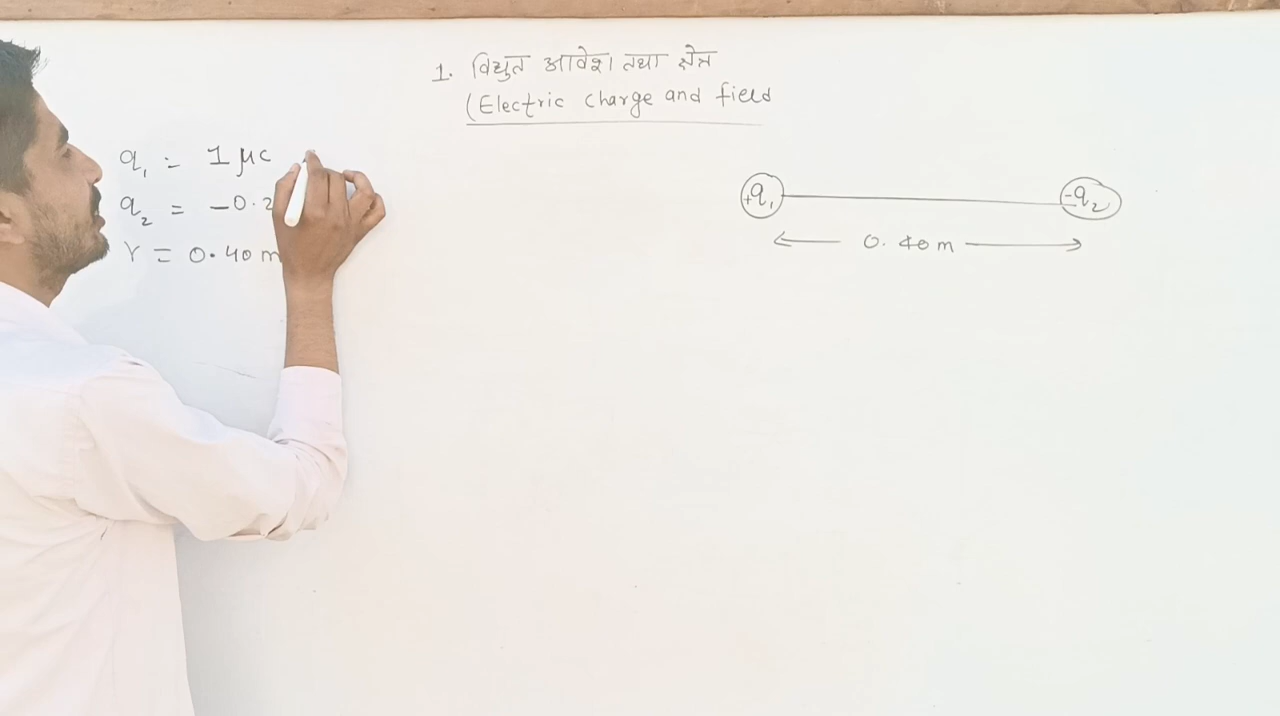 1. विद्युत आवेश तथा क्षेत्र
(Electric charge and field
q₁ = 1 μc
q₂ = -0.2
r = 0.40 m
+q₁
-q₂
0.40 m